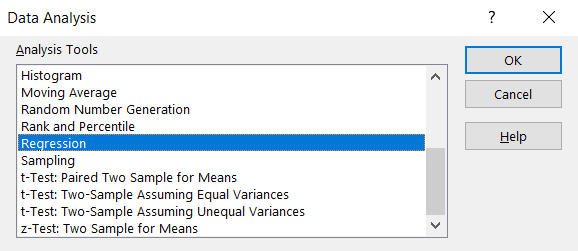 Data Analysis
?
Analysis Tools
Histogram
Moving Average
Random Number Generation
Rank and Percentile
Regression
Sampling
t-Test: Paired Two Sample for Means
t-Test: Two-Sample Assuming Equal Variances
t-Test: Two-Sample Assuming Unequal Variances
z-Test: Two Sample for Means
OK
Cancel
Help